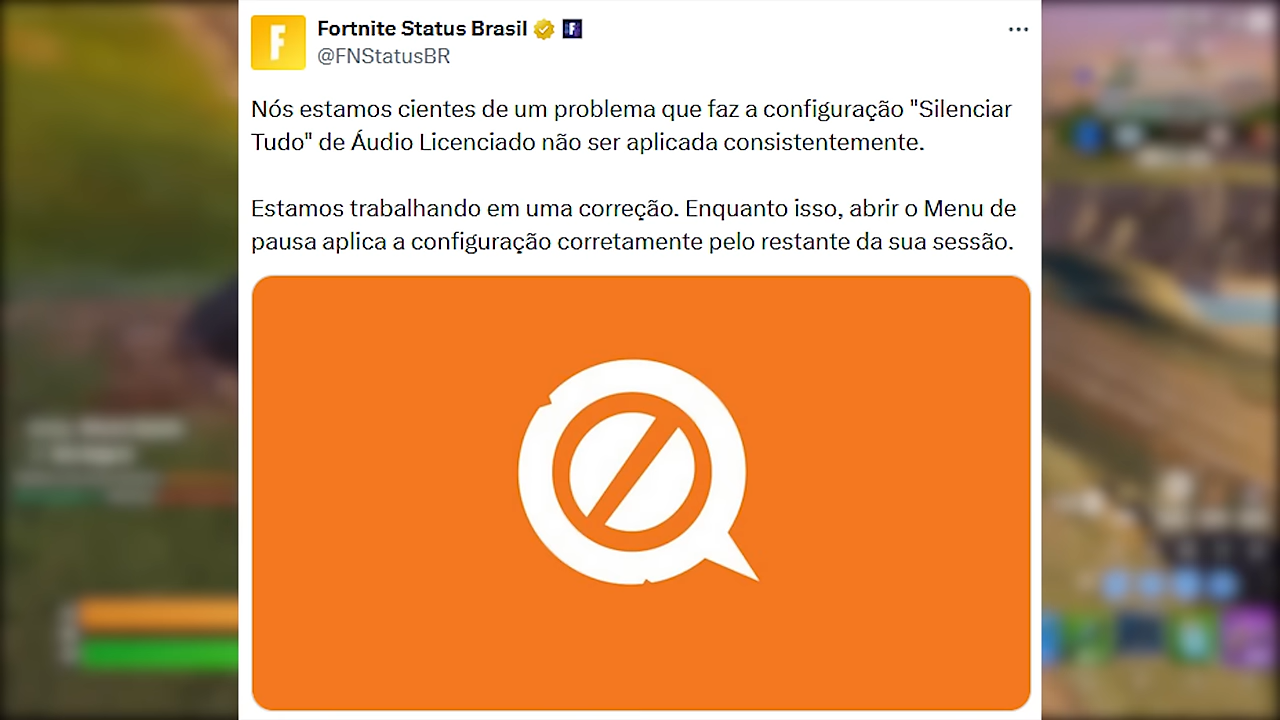 Fortnite Status Brasil
@FNStatusBR
Nós estamos cientes de um problema que faz a configuração "Silenciar
Tudo" de Áudio Licenciado não ser aplicada consistentemente.
Estamos trabalhando em uma correção. Enquanto isso, abrir o Menu de
pausa aplica a configuração corretamente pelo restante da sua sessão.